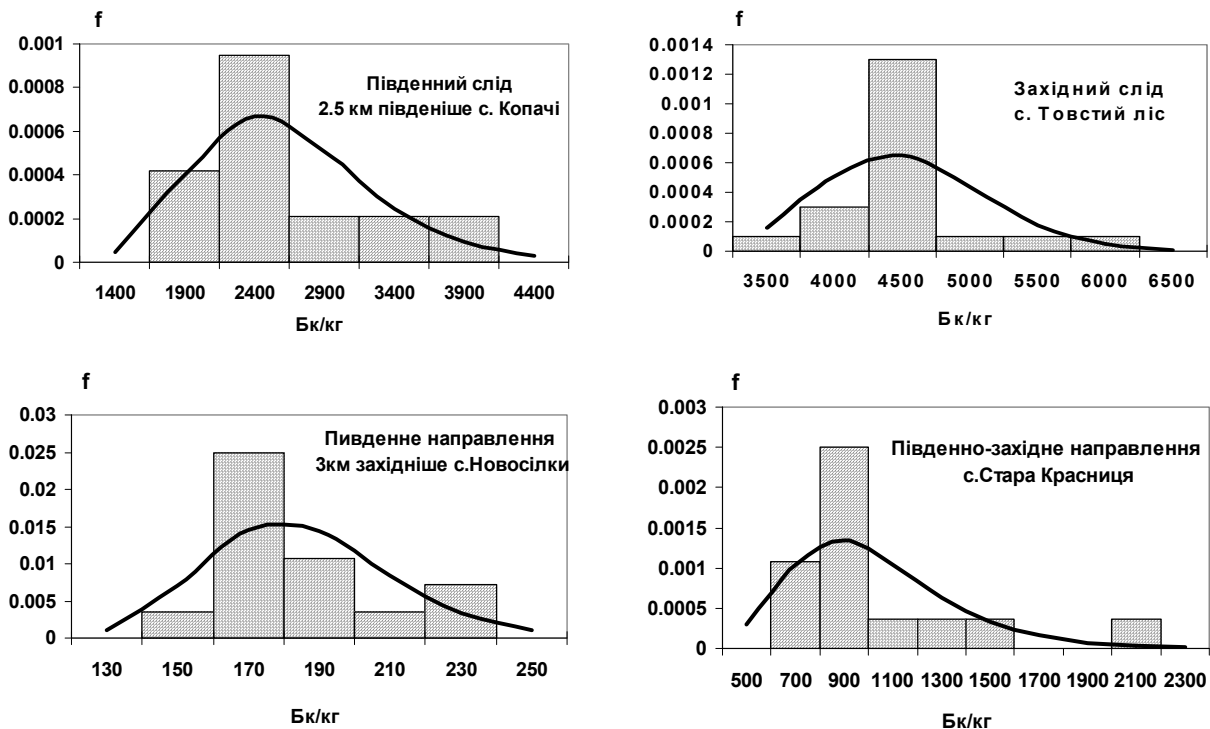 f
0.001
0.0008
0.0006
0.0004
0.0002
0
Південний слід
2.5 км південіше с. Копачі
1400 1900 2400 2900 3400 3900 4400
Бк/кг
f
0.0014
0.0012
0.001
0.0008
0.0006
0.0004
0.0002
0
Західний слід
с. Товстий ліс
3500 4000 4500 5000 5500 6000 6500
Бк/кг
f
0.03
0.025
0.02
0.015
0.01
0.005
0
Пивденне направлення
3км західніше с.Новосілки
130 150 170 190 210 230 250
Бк/кг
f
0.003
0.0025
0.002
0.0015
0.001
0.0005
0
Південно-західне направлення
с.Стара Красниця
500 700 900 1100 1300 1500 1700 1900 2100 2300
Бк/кг